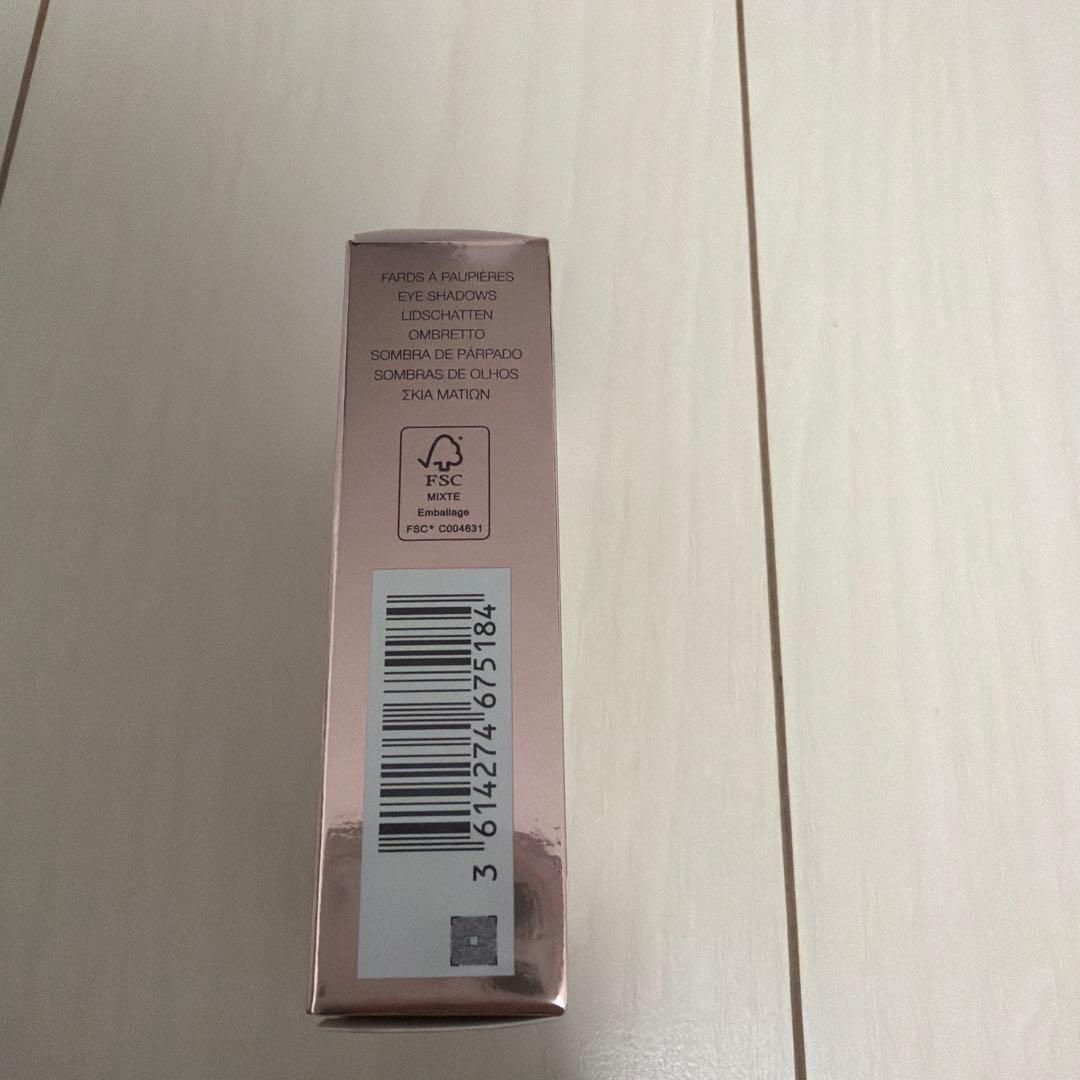 FARDS À PAUPIÈRES
EYE SHADOWS
LIDSCHATTEN
OMBRETTO
SOMBRA DE PÁRPADO
SOMBRAS DE OLHOS
ΣΚΙΑ ΜΑΤΙΩΝ
FSC
MIXTE
Emballage
FSC® C004631
3 614274 675184